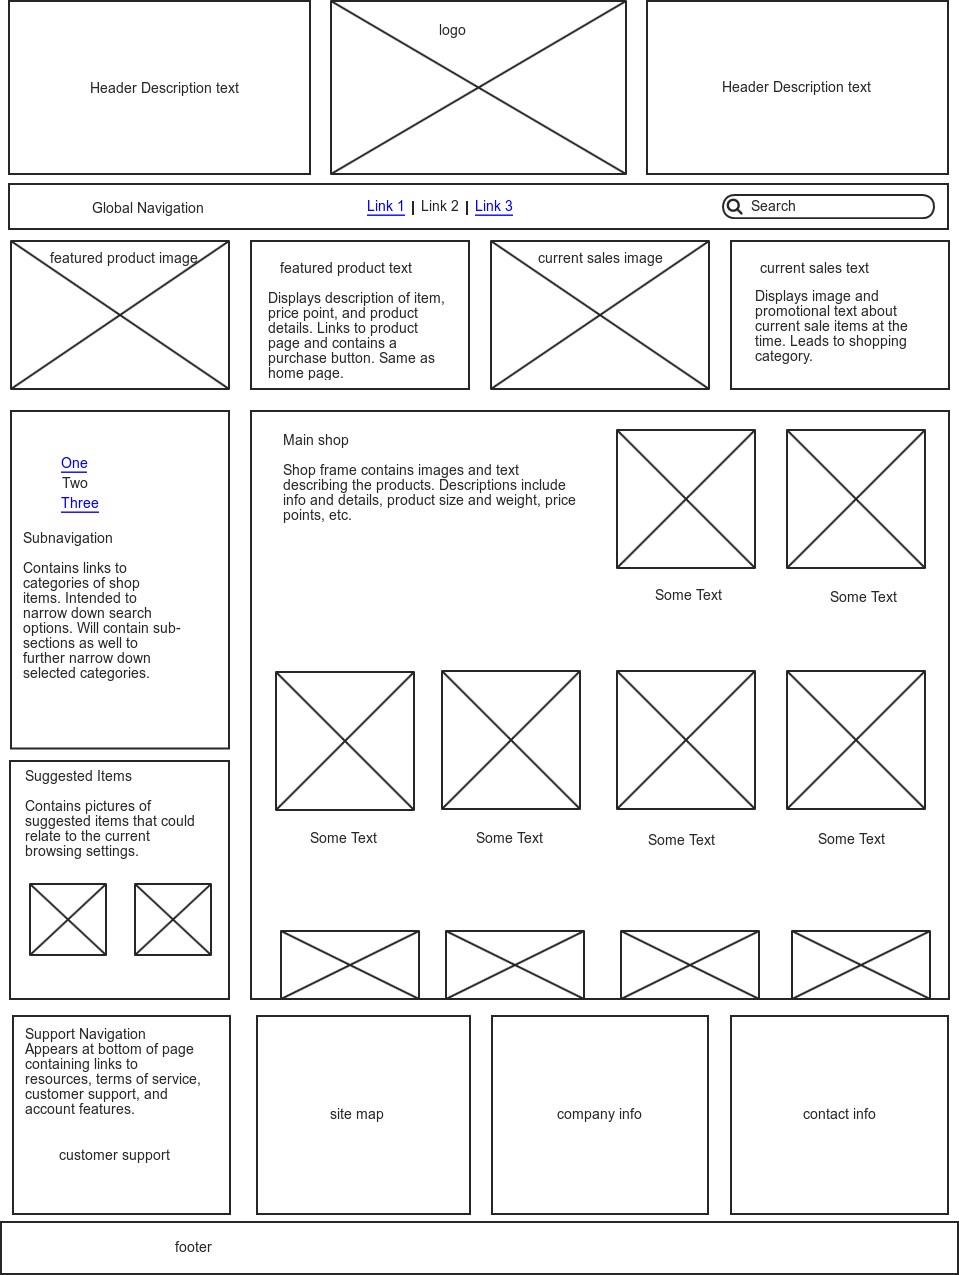 logo
Header Description text
Header Description text
Global Navigation
Link 1 | Link 2 | Link 3
Search
featured product image
featured product text
Displays description of item,
price point, and product
details. Links to product
page and contains a
purchase button. Same as
home page.
current sales image
current sales text
Displays image and
promotional text about
current sale items at the
time. Leads to shopping
category.
One
Two
Three
Subnavigation
Contains links to
categories of shop
items. Intended to
narrow down search
options. Will contain sub-
sections as well to
further narrow down
selected categories.
Main shop
Shop frame contains images and text
describing the products. Descriptions include
info and details, product size and weight, price
points, etc.
Some Text
Some Text
Some Text
Some Text
Some Text
Some Text
Suggested Items
Contains pictures of
suggested items that could
relate to the current
browsing settings.
Support Navigation
Appears at bottom of page
containing links to
resources, terms of service,
customer support, and
account features.
customer support
site map
company info
contact info
footer